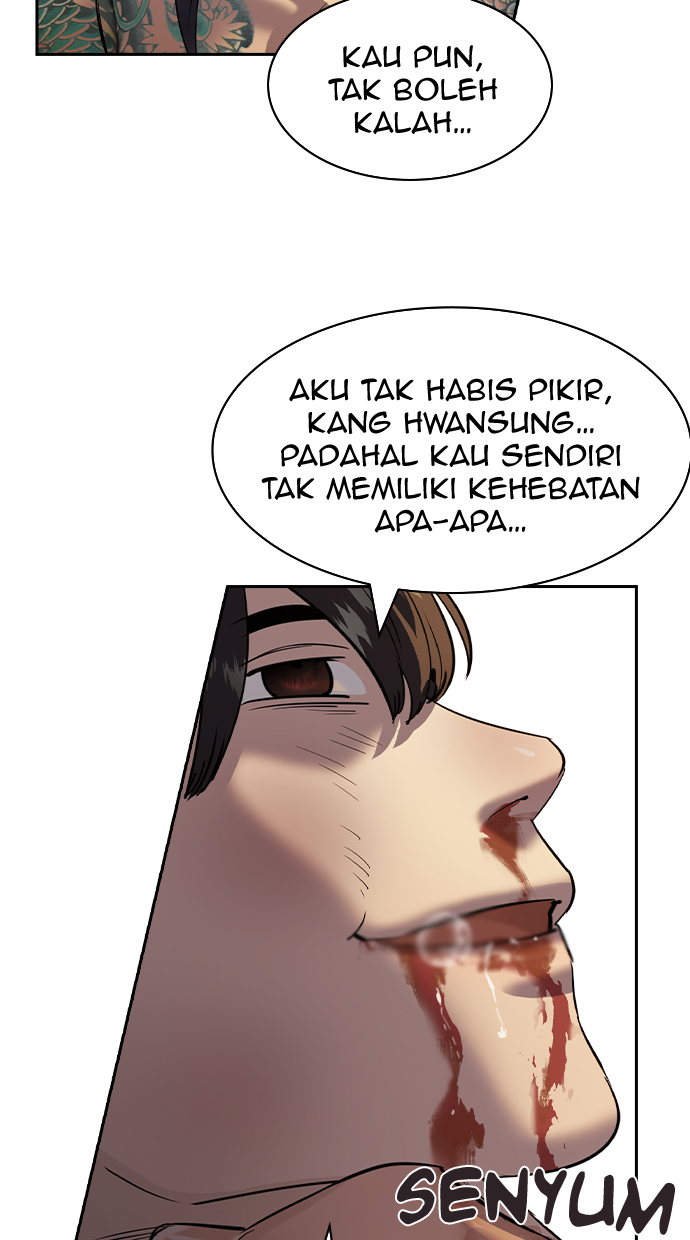 KAU PUN,
TAK BOLEH
KALAH...
AKU TAK HABIS PIKIR,
KANG HWANSUNG...
PADAHAL KAU SENDIRI
TAK MEMILIKI KEHEBATAN
APA-APA...
SENYUM